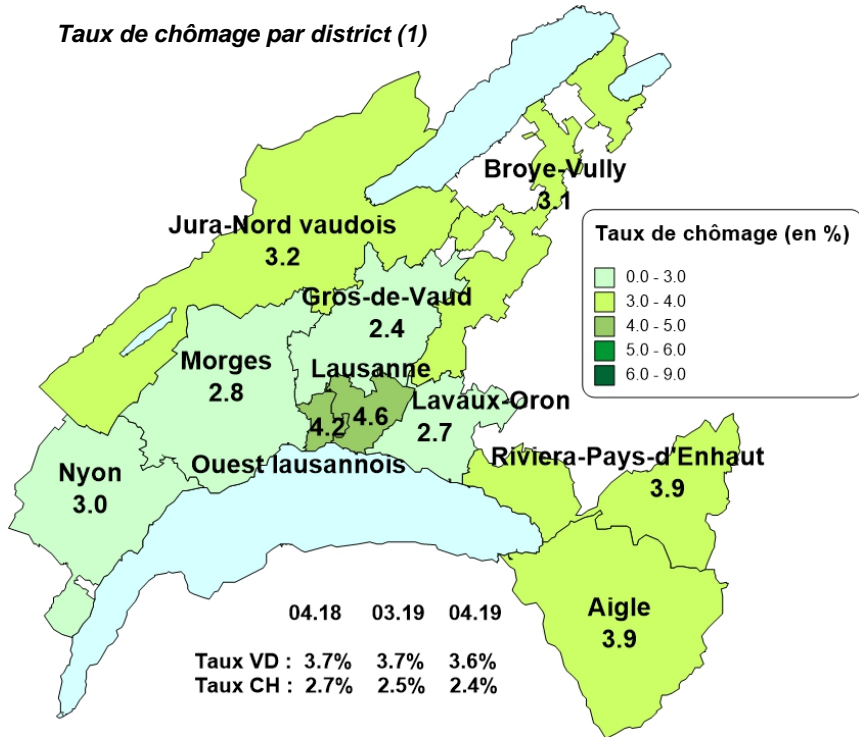 Taux de chômage par district (1)
Broye-Vully
3.1
Jura-Nord vaudois
3.2
Taux de chômage (en %)
0.0 - 3.0
3.0 - 4.0
4.0 - 5.0
5.0 - 6.0
6.0 - 9.0
Gros-de-Vaud
2.4
Morges
2.8
Lausanne
4.6
4.2
Lavaux-Oron
2.7
Ouest lausannois
Riviera-Pays-d'Enhaut
3.9
Nyon
3.0
Aigle
3.9
04.18 03.19 04.19
Taux VD : 3.7% 3.7% 3.6%
Taux CH : 2.7% 2.5% 2.4%